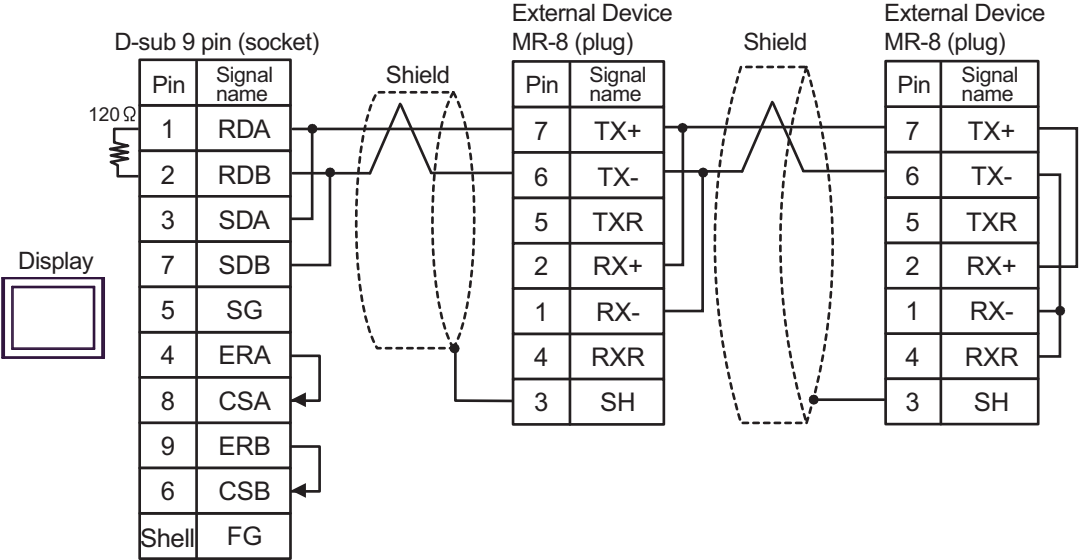 External Device
MR-8 (plug)
External Device
MR-8 (plug)
D-sub 9 pin (socket)
Shield
Shield
Pin Signal name
1 RDA
2 RDB
3 SDA
7 SDB
5 SG
4 ERA
8 CSA
9 ERB
6 CSB
Shell FG
120Ω
Display
Pin Signal name
7 TX+
6 TX-
5 TXR
2 RX+
1 RX-
4 RXR
3 SH
Pin Signal name
7 TX+
6 TX-
5 TXR
2 RX+
1 RX-
4 RXR
3 SH